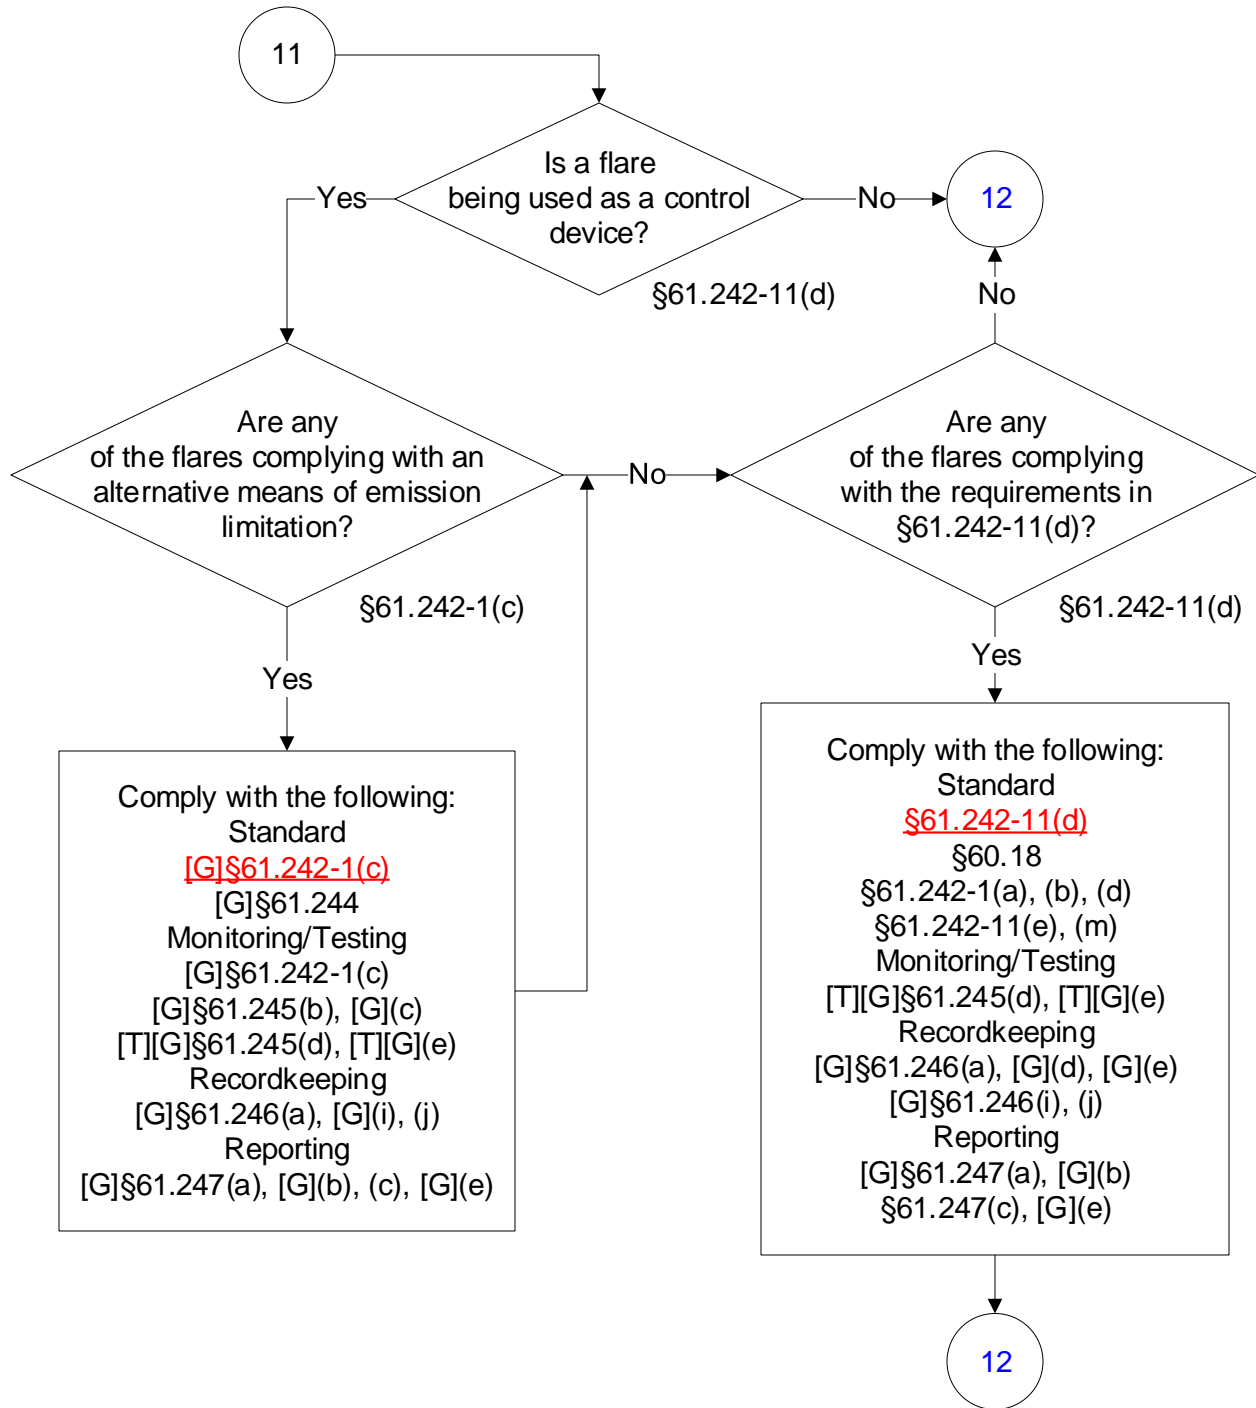 11
Is a flare
being used as a control
device?
§61.242-11(d)
Yes
No
12
Are any
of the flares complying with an
alternative means of emission
limitation?
§61.242-1(c)
No
Yes
Are any
of the flares complying
with the requirements in
§61.242-11(d)?
§61.242-11(d)
No
Yes
Comply with the following:
Standard
[G]§61.242-1(c)
[G]§61.244
Monitoring/Testing
[G]§61.242-1(c)
[G]§61.245(b), [G](c)
[T][G]§61.245(d), [T][G](e)
Recordkeeping
[G]§61.246(a), [G](i), (j)
Reporting
[G]§61.247(a), [G](b), (c), [G](e)
Comply with the following:
Standard
§61.242-11(d)
§60.18
§61.242-1(a), (b), (d)
§61.242-11(e), (m)
Monitoring/Testing
[T][G]§61.245(d), [T][G](e)
Recordkeeping
[G]§61.246(a), [G](d), [G](e)
[G]§61.246(i), (j)
Reporting
[G]§61.247(a), [G](b)
§61.247(c), [G](e)
12